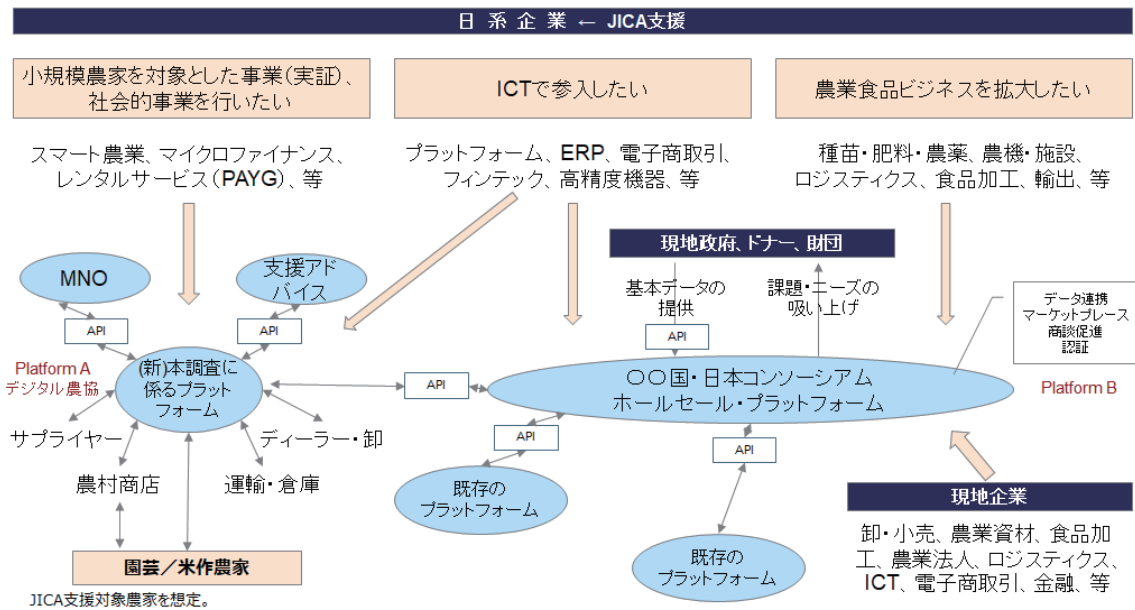 日系企業 ← JICA支援
小規模農家を対象とした事業(実証)、
社会的事業を行いたい
ICTで参入したい
農業食品ビジネスを拡大したい
スマート農業、マイクロファイナンス、
レンタルサービス(PAYG)、等
プラットフォーム、ERP、電子商取引、
フィンテック、高精度機器、等
種苗・肥料・農薬、農機・施設、
ロジスティクス、食品加工、輸出、等
現地政府、ドナー、財団
MNO
支援アド
バイス
基本データの
提供
課題・ニーズの
吸い上げ
データ連携
マーケットプレース
商談促進
認証
API
API
API
Platform A
デジタル農協
(新)本調査に
係るプラット
フォーム
API
〇〇国・日本コンソーシアム
ホールセール・プラットフォーム
Platform B
サプライヤー
ディーラー・卸
API
API
農村商店
運輸・倉庫
既存の
プラットフォーム
現地企業
卸・小売、農業資材、食品加
工、農業法人、ロジスティクス、
ICT、電子商取引、金融、等
既存の
プラットフォーム
園芸／米作農家
JICA支援対象農家を想定。